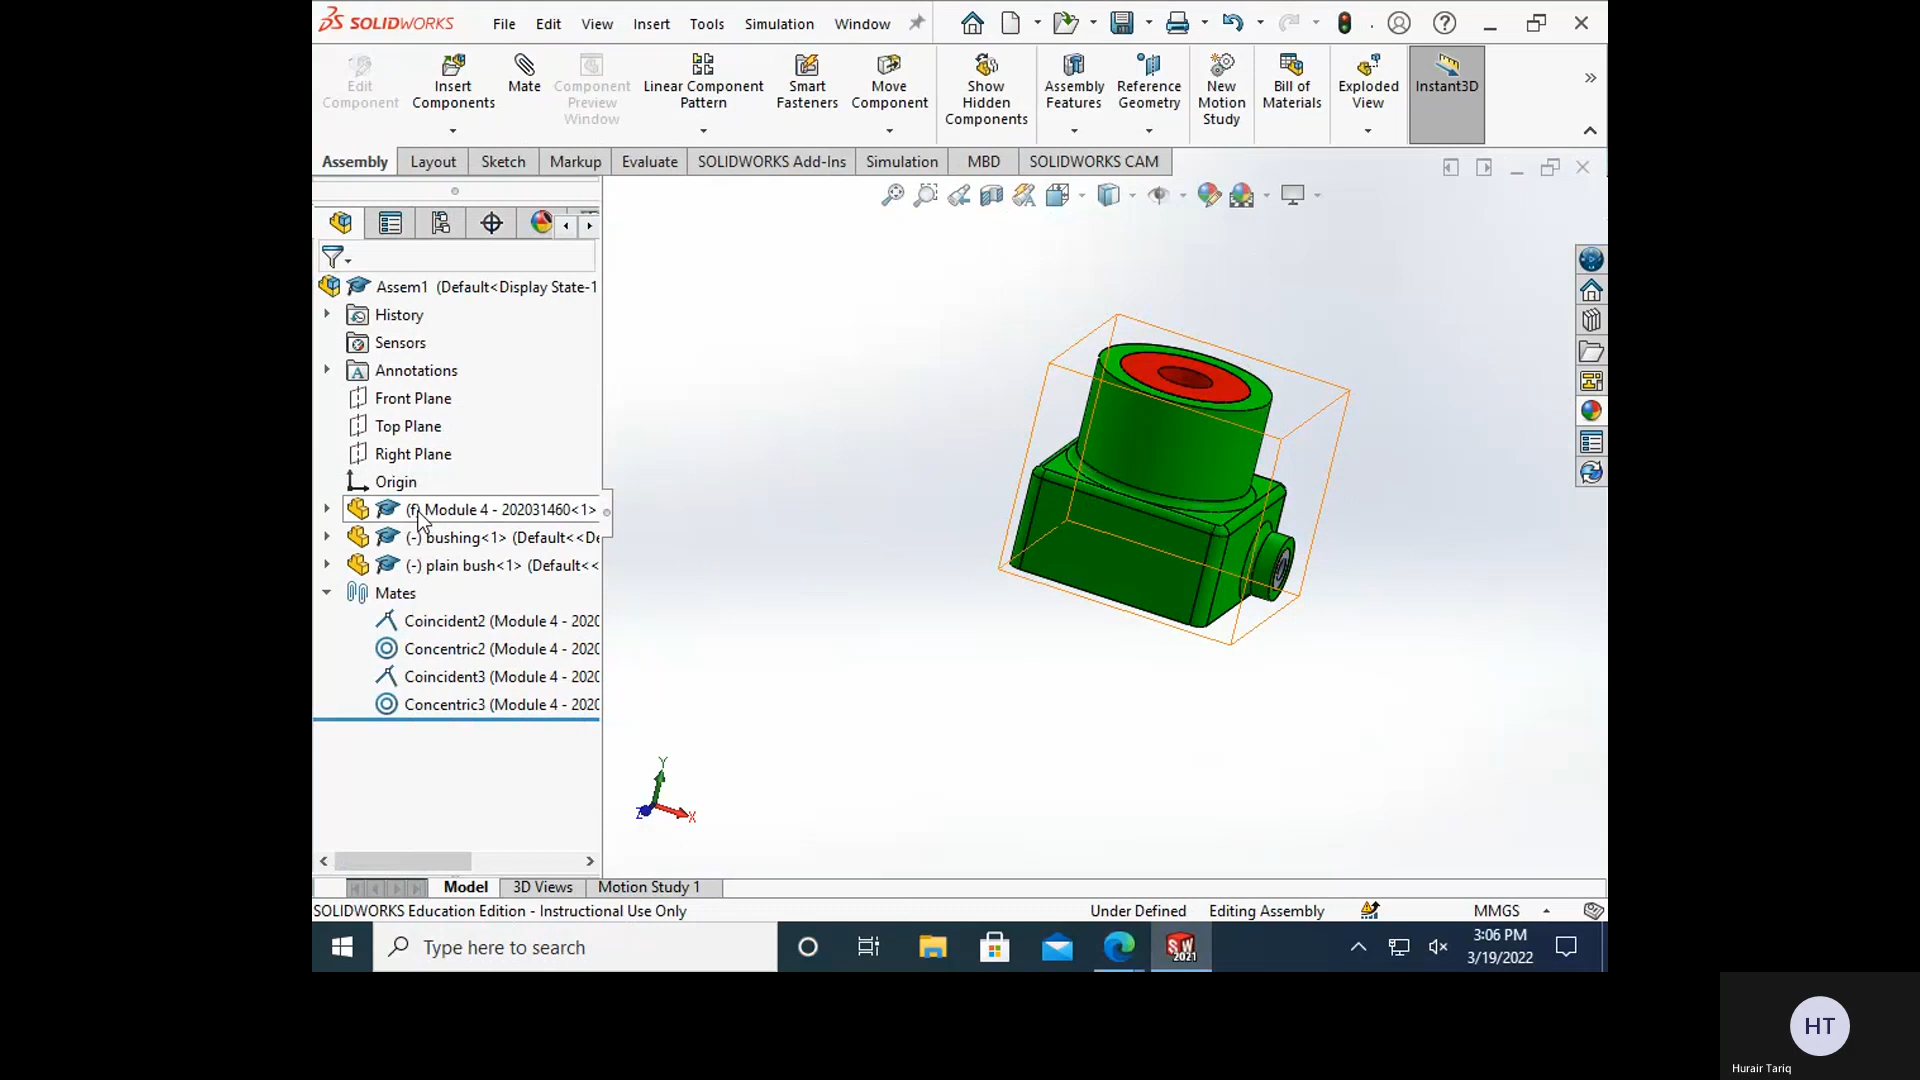 SOLIDWORKS File Edit View Insert Tools Simulation Window
Edit Component
Insert Components
Mate
Component Preview Window
Linear Component Pattern
Smart Fasteners
Move Component
Show Hidden Components
Assembly Features
Reference Geometry
New Motion Study
Bill of Materials
Exploded View
Instant3D
Assembly Layout Sketch Markup Evaluate SOLIDWORKS Add-Ins Simulation MBD SOLIDWORKS CAM
Assem1 (Default<Display State-1
History
Sensors
Annotations
Front Plane
Top Plane
Right Plane
Origin
(f) Module 4 - 202031460<1>
(-) bushing<1> (Default<<De
(-) plain bush<1> (Default<<
Mates
Coincident2 (Module 4 - 2020
Concentric2 (Module 4 - 2020
Coincident3 (Module 4 - 2020
Concentric3 (Module 4 - 2020
Y
Z
X
Model 3D Views Motion Study 1
SOLIDWORKS Education Edition - Instructional Use Only Under Defined Editing Assembly MMGS
Type here to search
SW 2021
3:06 PM
3/19/2022
HT
Hurair Tariq